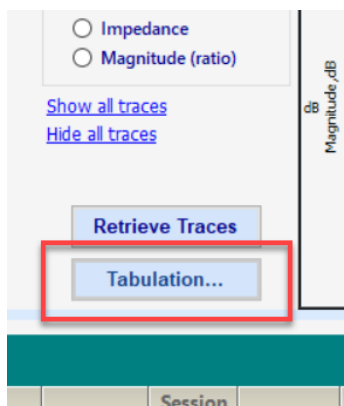 Impedance
Magnitude (ratio)
Show all traces
Hide all traces
dB
Magnitude,dB
Retrieve Traces
Tabulation...
Session